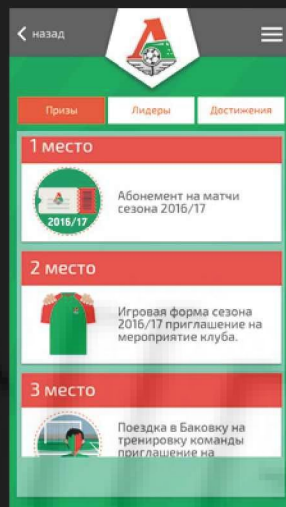 назад
Призы
Лидеры
Достижения
1 место
2016/17
Абонемент на матчи
сезона 2016/17
2 место
Игровая форма сезона
2016/17 приглашение на
мероприятие клуба.
3 место
Поездка в Баковку на
тренировку команды
приглашение на